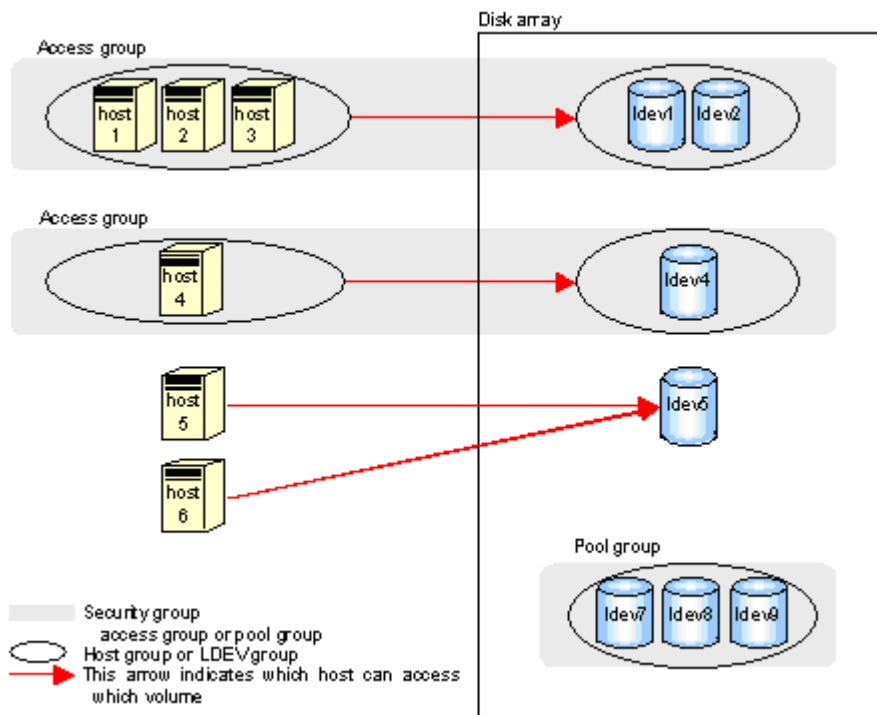 Disk array
Access group
host 1
host 2
host 3
ldev1
ldev2
Access group
host 4
ldev4
host 5
ldev5
host 6
Pool group
ldev7
ldev8
ldev9
Security group
access group or pool group
Host group or LDEV group
This arrow indicates which host can access
which volume